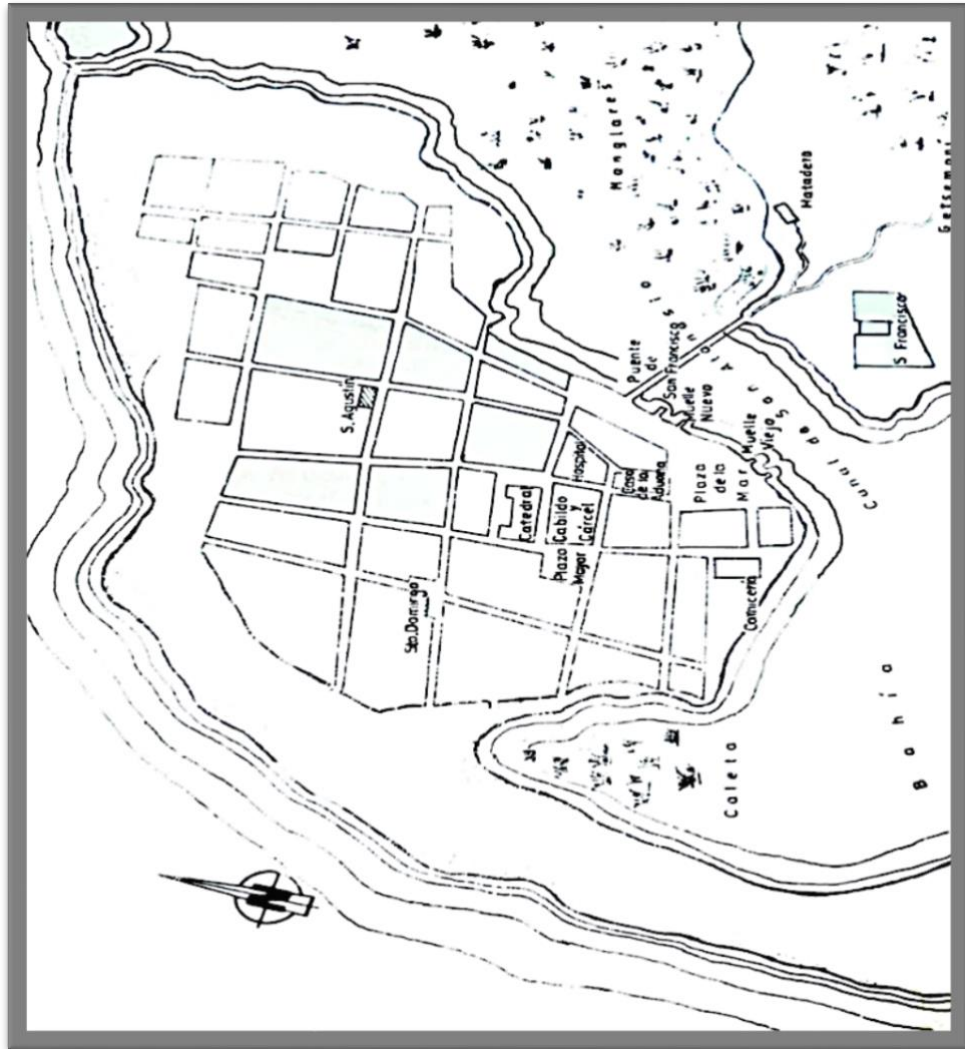 Manglares
Matadero
Getsemaní
S. Francisco
Puente
de
San Francisco
Muelle
Nuevo
Muelle
Viejo
Canal de
S. Agustín
Hospital
Casa
de la
Aduana
Plaza
de la
Mar
Catedral
Cabildo
y
Cárcel
Plaza
Mayor
Sto. Domingo
Carnicería
Caleta
Bahía